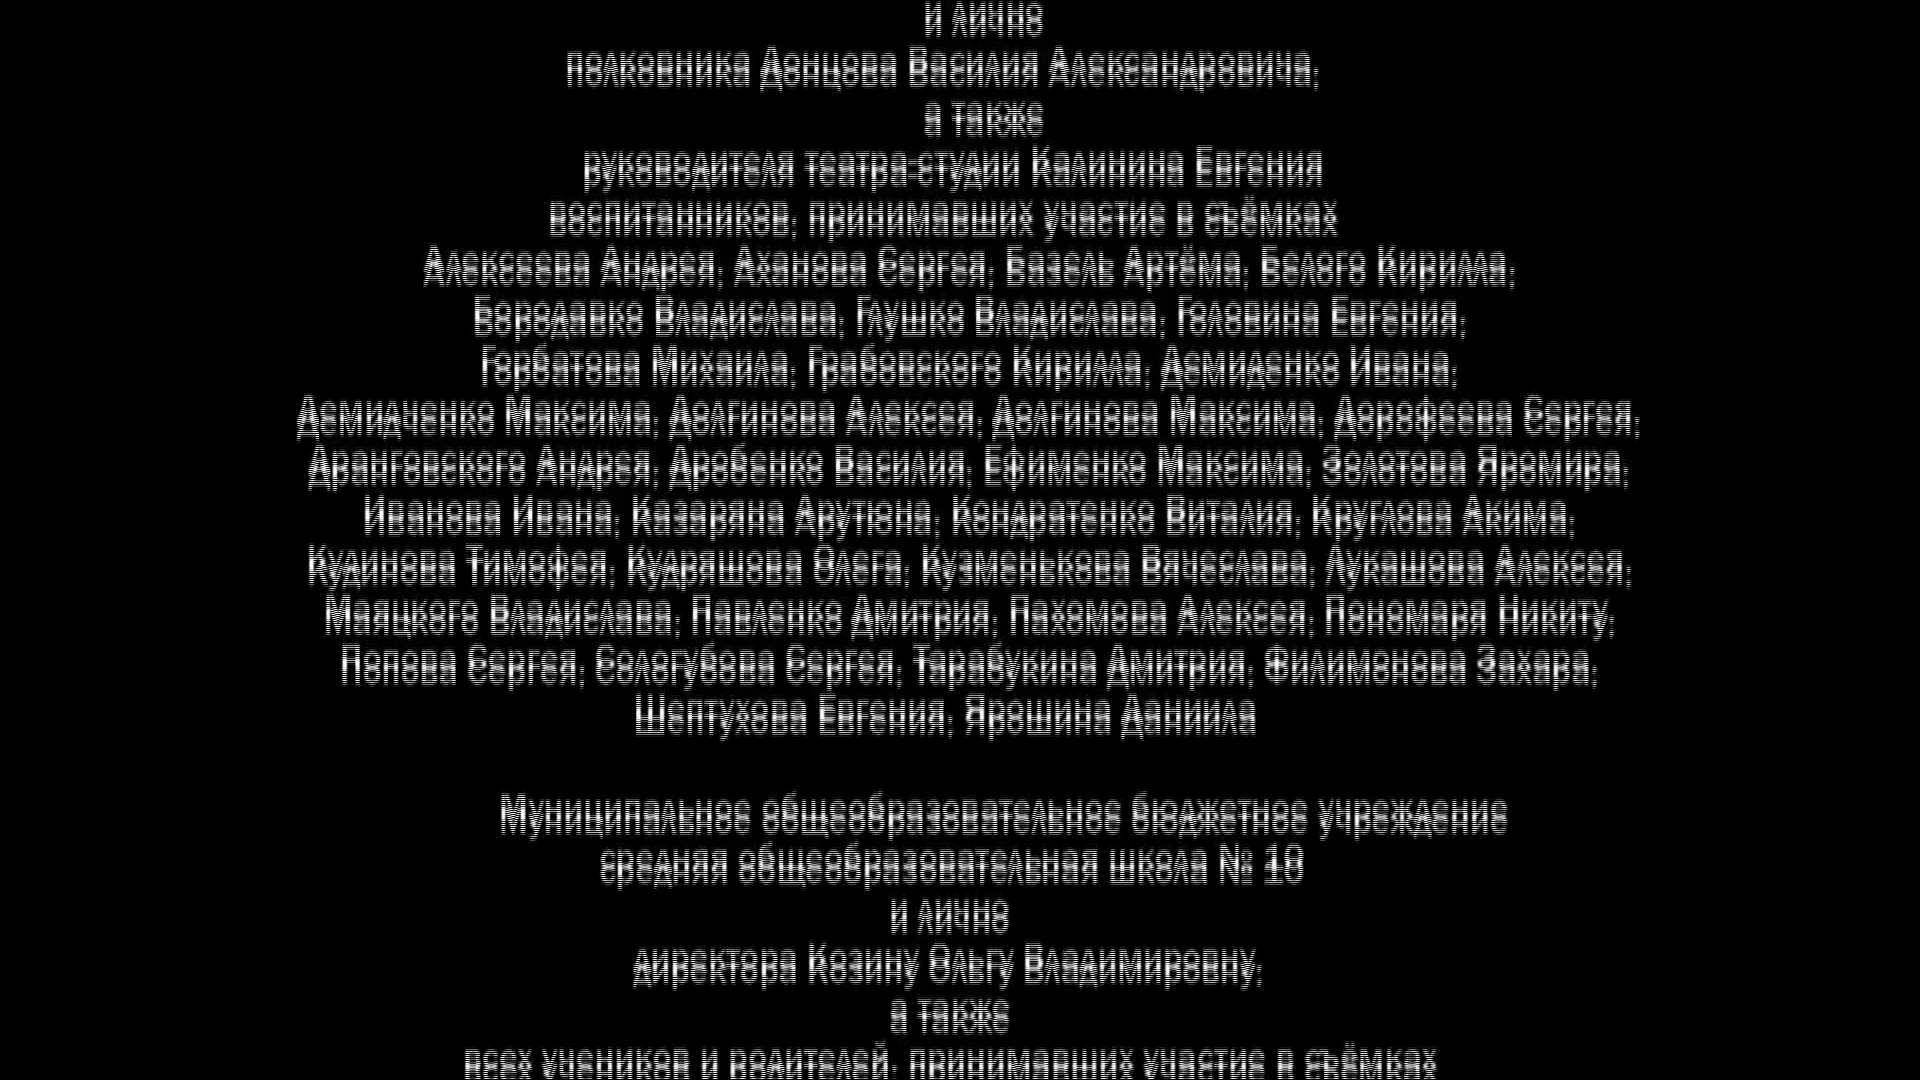 и лично
полковника Донцова Василия Александровича,
а также
руководителя театра-студии Калинина Евгения
воспитанников, принимавших участие в съёмках
Алексеева Андрея, Аханова Сергея, Базель Артёма, Белого Кирилла,
Бородавко Владислава, Глушко Владислава, Головина Евгения,
Горбатова Михаила, Грабовского Кирилла, Демиденко Ивана,
Демидченко Максима, Долгинова Алексея, Долгинова Максима, Дорофеева Сергея,
Dранговского Андрея, Дробенко Василия, Ефименко Максима, Золотова Яромира,
Иванова Ивана, Казаряна Арутюна, Кондратенко Виталия, Круглова Акима,
Кудинова Тимофея, Кудряшова Олега, Кузменькова Вячеслава, Лукашова Алексея,
Маяцкого Владислава, Павленко Дмитрия, Пахомова Алексея, Пономаря Никиту,
Попова Сергея, Сологубова Сергея, Тарабукина Дмитрия, Филимонова Захара,
Шептухова Евгения, Ярошина Даниила
Муниципальное общеобразовательное бюджетное учреждение
средняя общеобразовательная школа №
и лично
директора Козину Ольгу Владимировну,
а также
всех учеников и родителей, принимавших участие в съёмках